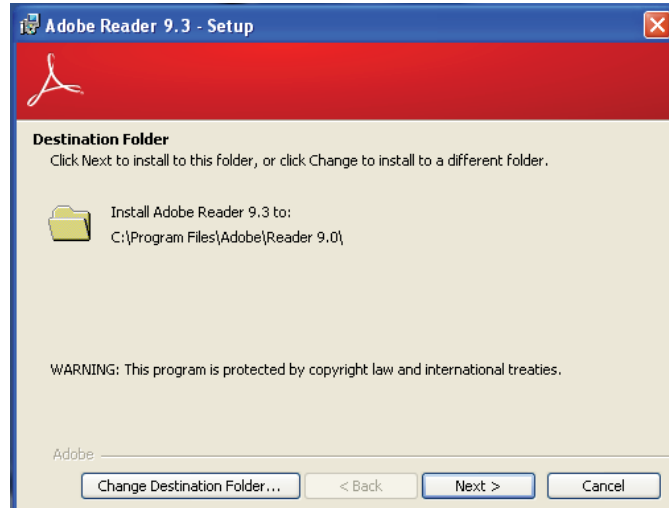 Adobe Reader 9.3 - Setup
Destination Folder
Click Next to install to this folder, or click Change to install to a different folder.
Install Adobe Reader 9.3 to:
C:\Program Files\Adobe\Reader 9.0\
WARNING: This program is protected by copyright law and international treaties.
Adobe
Change Destination Folder... < Back Next > Cancel